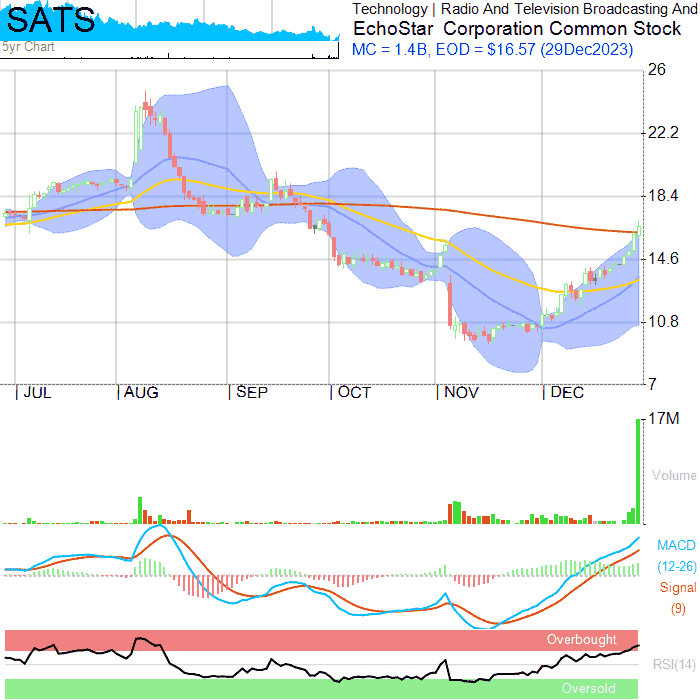 SATS
5yr Chart
Technology | Radio And Television Broadcasting And
EchoStar Corporation Common Stock
MC = 1.4B, EOD = $16.57 (29Dec2023)
26
22.2
18.4
14.6
10.8
7
| JUL | AUG | SEP | OCT | NOV | DEC
17M
Volume
MACD
(12-26)
Signal
(9)
Overbought
RSI(14)
Oversold